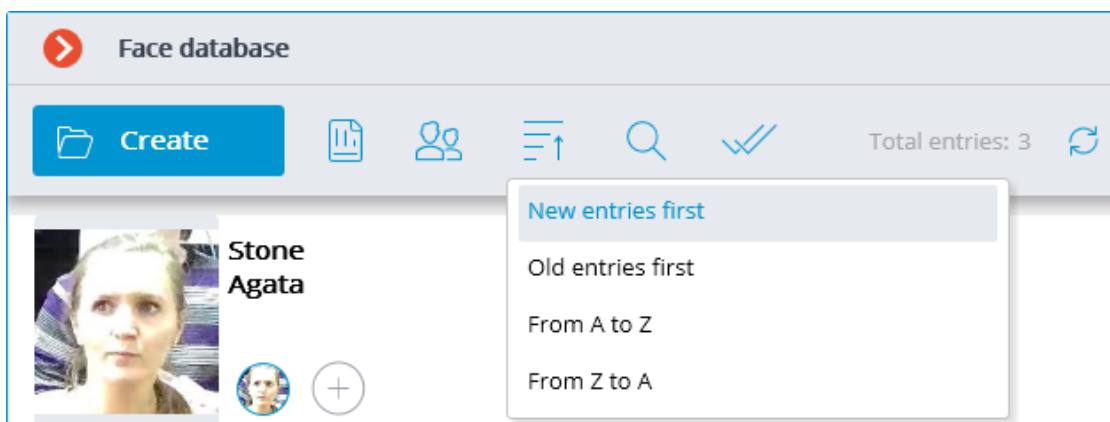 Face database
Create
Total entries: 3
New entries first
Old entries first
From A to Z
From Z to A
Stone
Agata